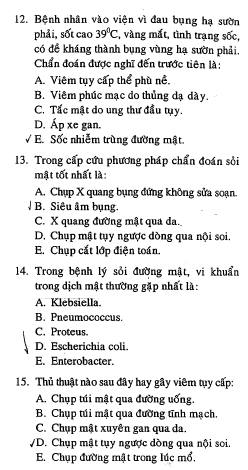 12. Bệnh nhân vào viện vì đau bụng hạ sườn
phải, sốt cao 39⁰C, vàng mắt, tình trạng sốc,
có đề kháng thành bụng vùng hạ sườn phải.
Chẩn đoán được nghĩ đến trước tiên là:
A. Viêm tụy cấp thể phù nề.
B. Viêm phúc mạc do thủng dạ dày.
C. Tắc mật do ung thư đầu tụy.
D. Áp xe gan.
✓ E. Sốc nhiễm trùng đường mật.
13. Trong cấp cứu phương pháp chẩn đoán sỏi
mật tốt nhất là:
A. Chụp X quang bụng đứng không sửa soạn.
B. Siêu âm bụng.
C. X quang đường mật qua da.
D. Chụp mật tụy ngược dòng qua nội soi.
E. Chụp cắt lớp điện toán.
14. Trong bệnh lý sỏi đường mật, vi khuẩn
trong dịch mật thường gặp nhất là:
A. Klebsiella.
B. Pneumococcus.
C. Proteus.
D. Escherichia coli.
E. Enterobacter.
15. Thủ thuật nào sau đây hay gây viêm tụy cấp:
A. Chụp túi mật qua đường uống.
B. Chụp túi mật qua đường tĩnh mạch.
C. Chụp mật xuyên gan qua da.
✓ D. Chụp mật tụy ngược dòng qua nội soi.
E. Chụp đường mật trong lúc mổ.